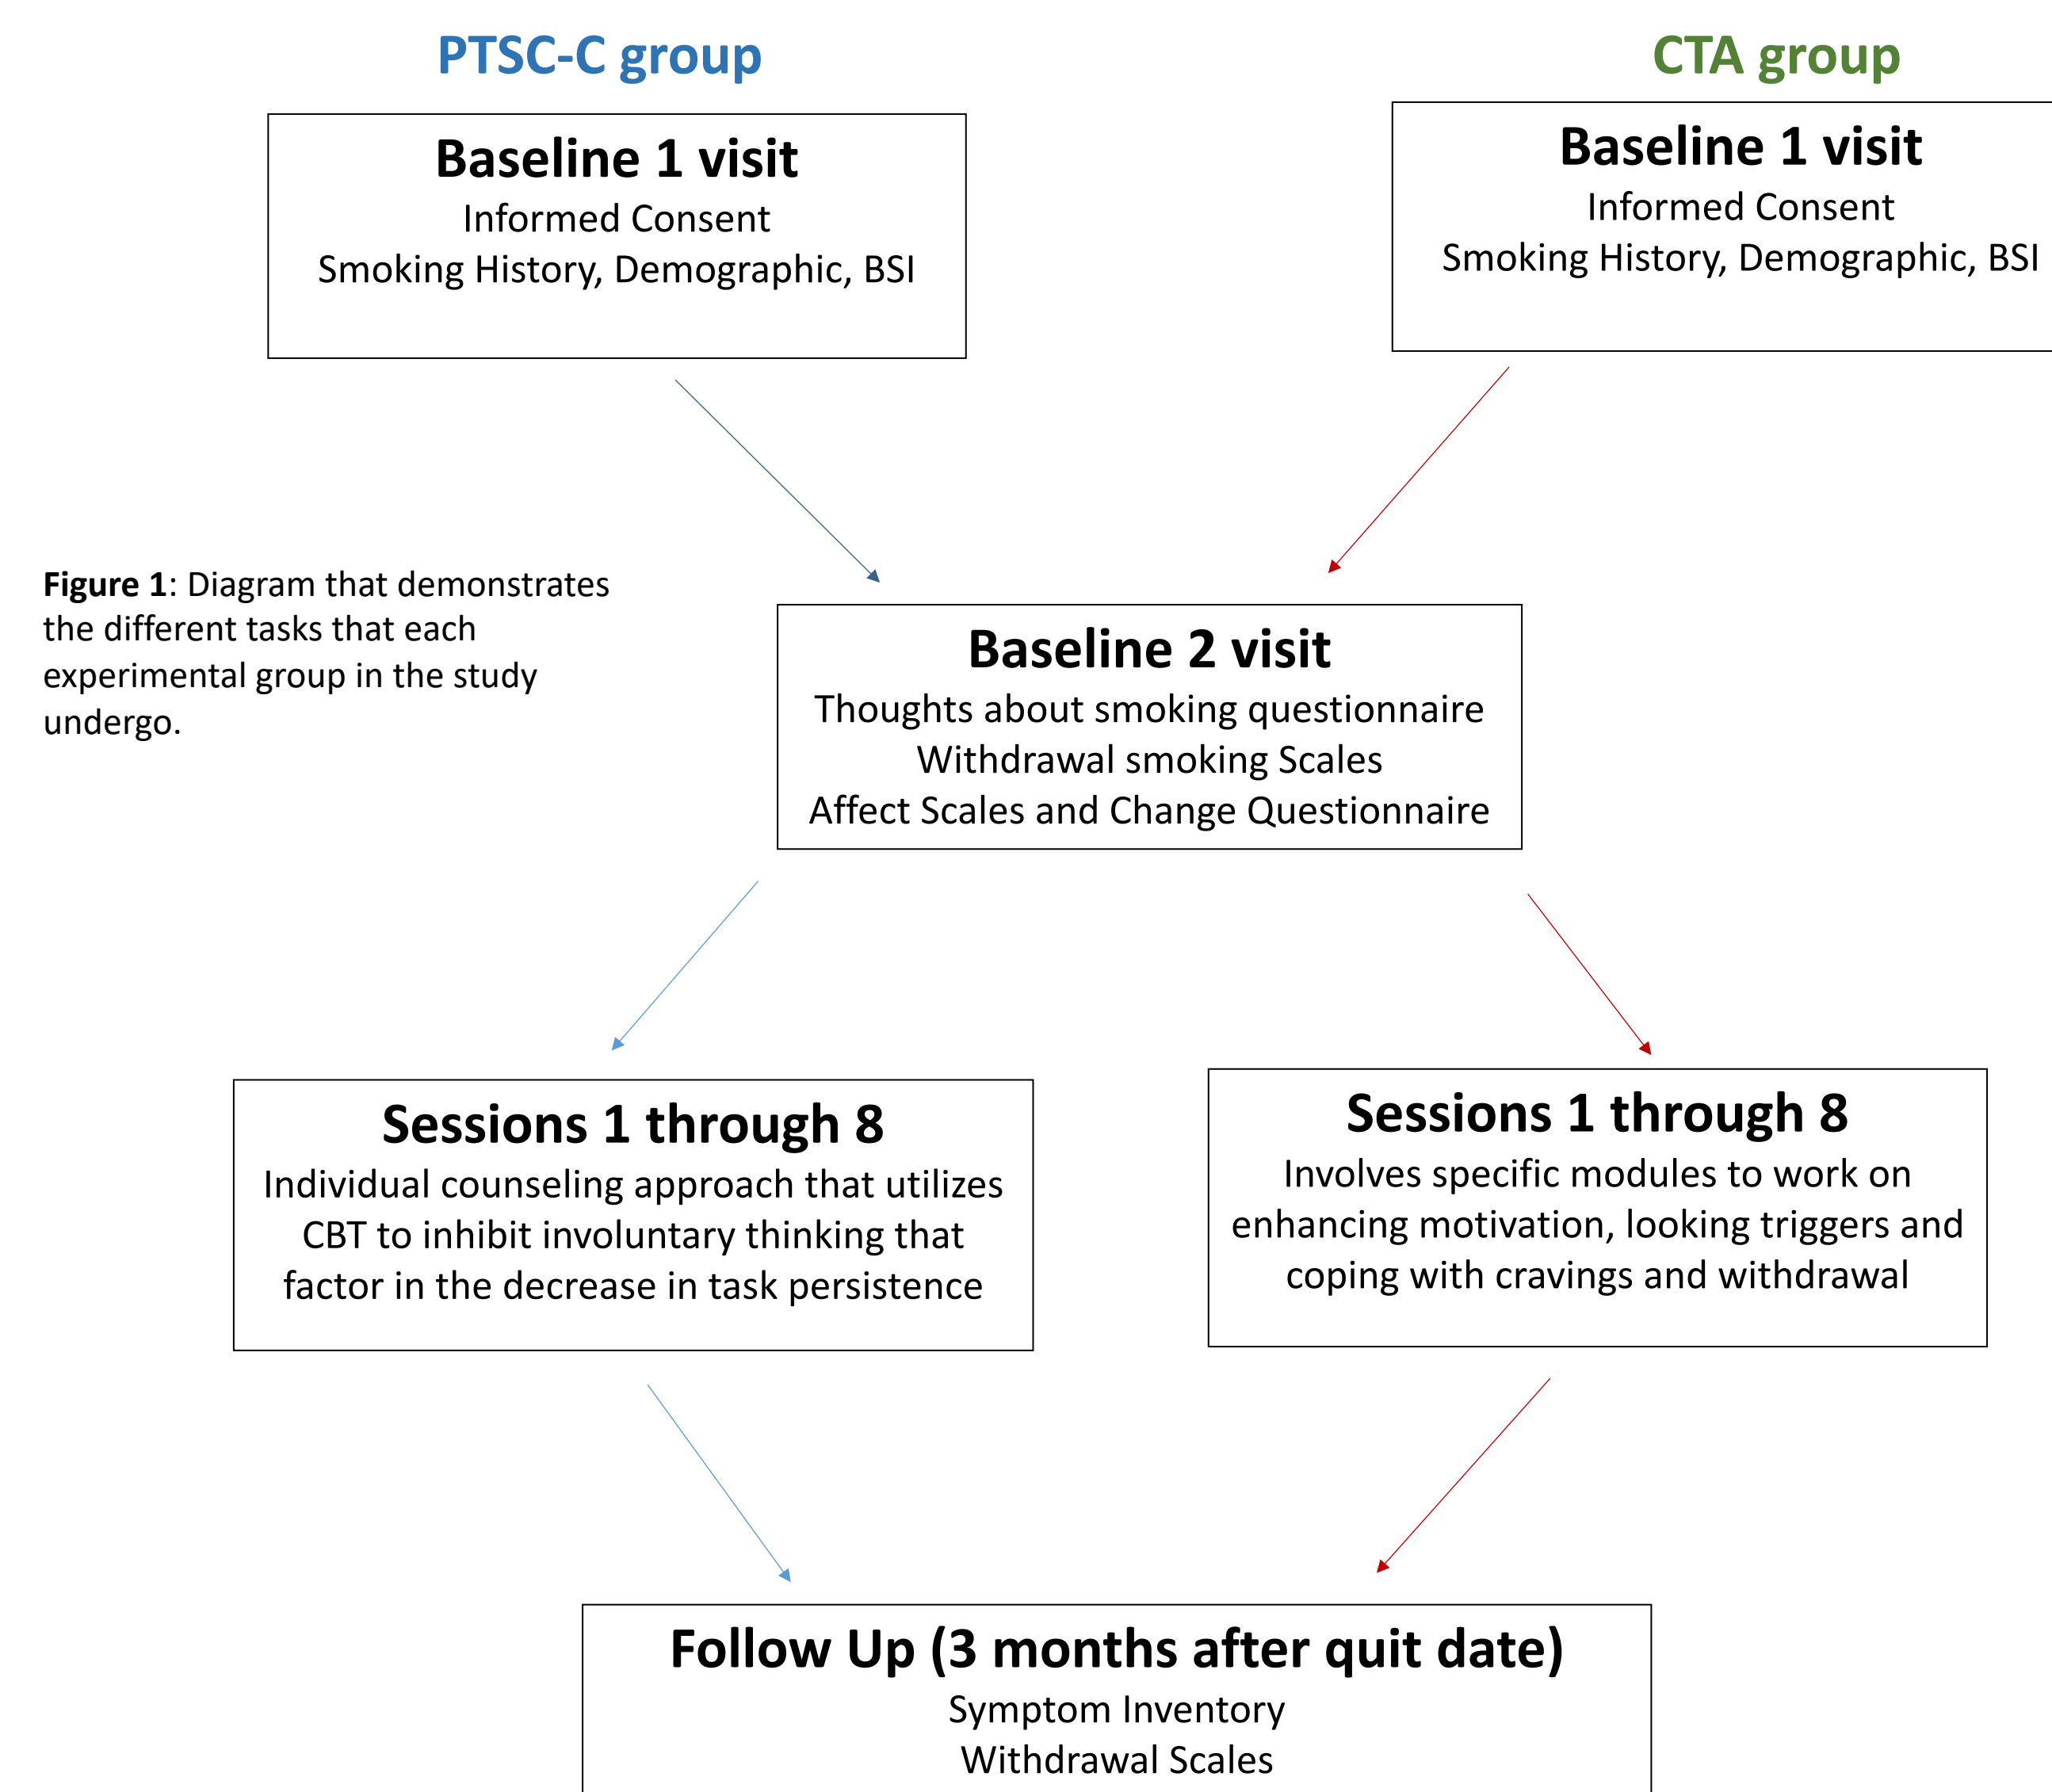 PTSC-C group
CTA group
Baseline 1 visit
Informed Consent
Smoking History, Demographic, BSI
Baseline 1 visit
Informed Consent
Smoking History, Demographic, BSI
Figure 1: Diagram that demonstrates
the different tasks that each
experimental group in the study
undergo.
Baseline 2 visit
Thoughts about smoking questionnaire
Withdrawal smoking Scales
Affect Scales and Change Questionnaire
Sessions 1 through 8
Individual counseling approach that utilizes
CBT to inhibit involuntary thinking that
factor in the decrease in task persistence
Sessions 1 through 8
Involves specific modules to work on
enhancing motivation, looking triggers and
coping with cravings and withdrawal
Follow Up (3 months after quit date)
Symptom Inventory
Withdrawal Scales